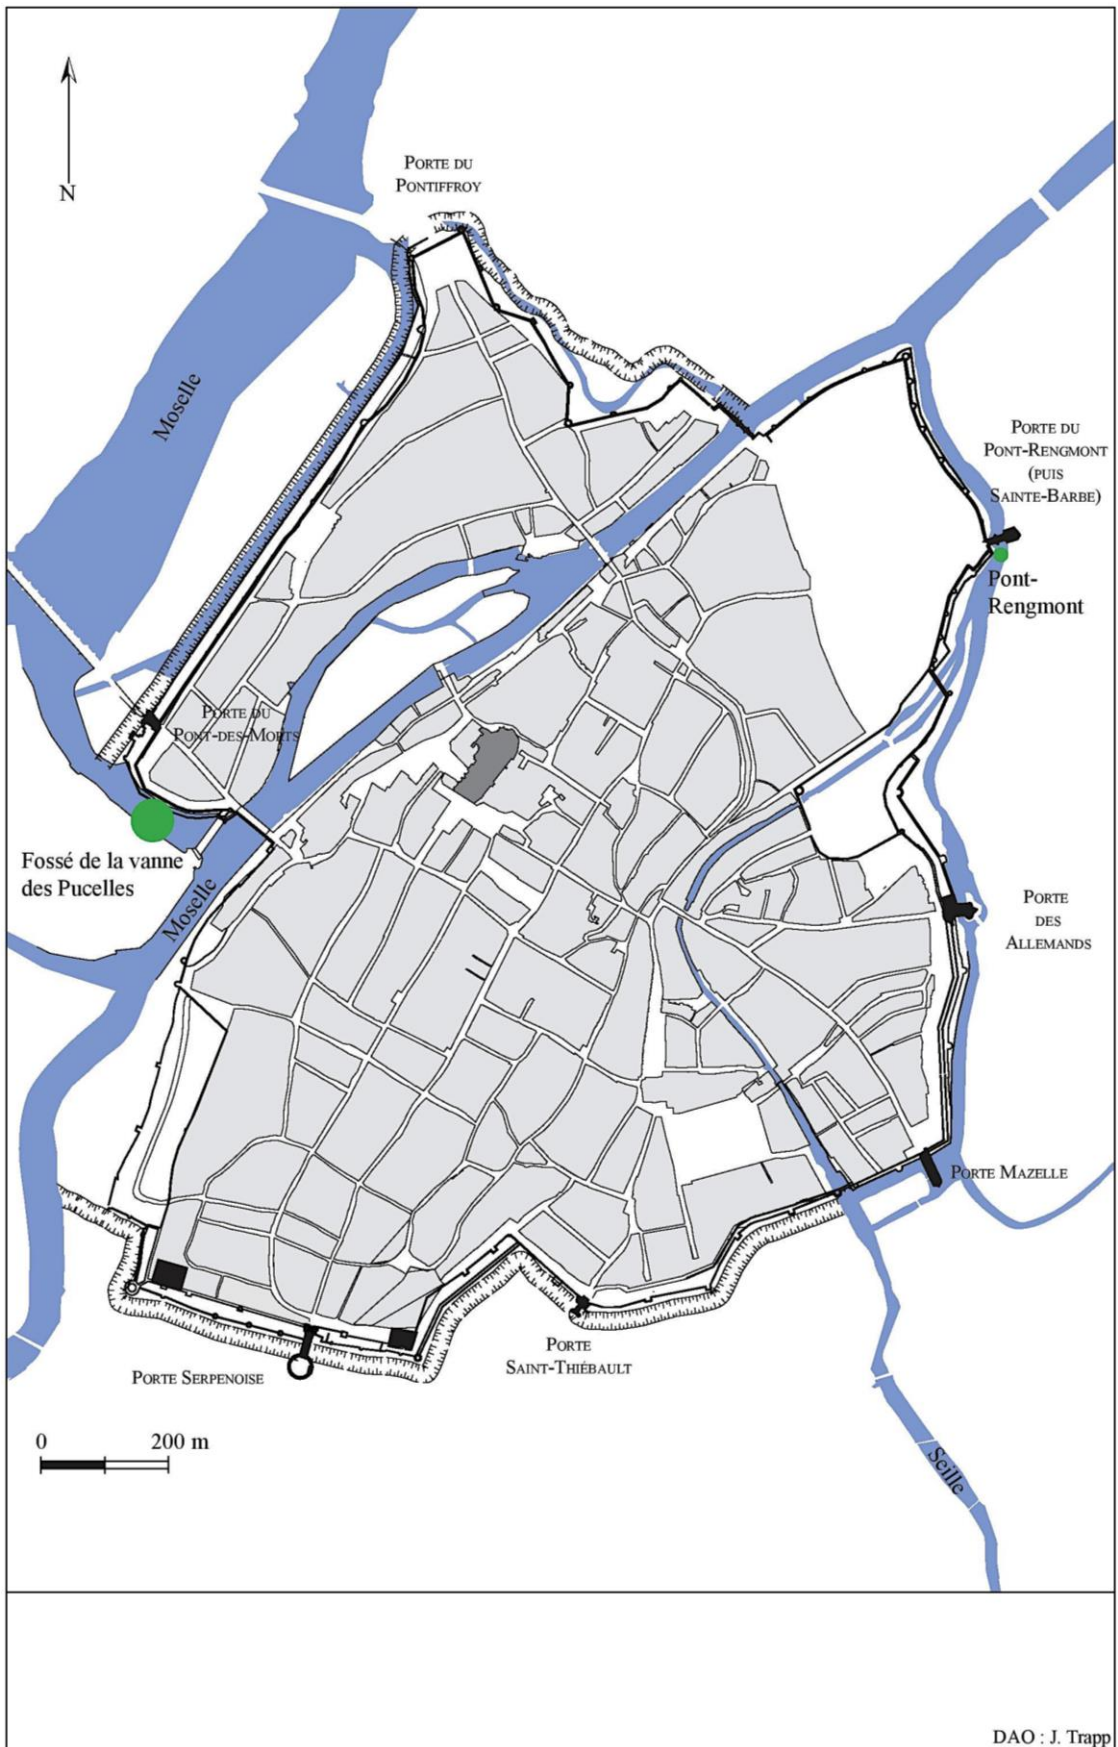 PORTE DU
PONTIFFROY
N
Moselle
PORTE DU
PONT-RENGMONT
(PUIS
SAINTE-BARBE)
Pont-
Rengmont
PORTE DU
PONT-DES-MORTS
Fossé de la vanne
des Pucelles
Moselle
PORTE
DES
ALLEMANDS
PORTE MAZELLE
PORTE
SAINT-THIÉBAULT
PORTE SERPENOISE
0 200 m
Seille
DAO : J. Trapp